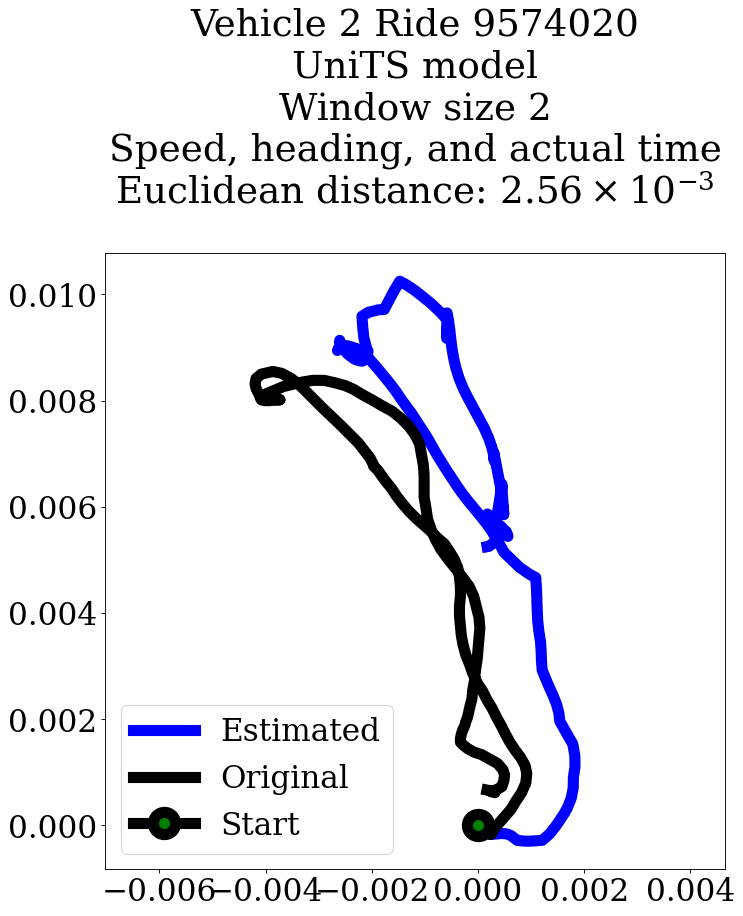 Vehicle 2 Ride 9574020
UniTS model
Window size 2
Speed, heading, and actual time
Euclidean distance: 2.56 × 10⁻³
0.010
0.008
0.006
0.004
0.002
0.000
Estimated
Original
Start
−0.006 −0.004 −0.002 0.000 0.002 0.004